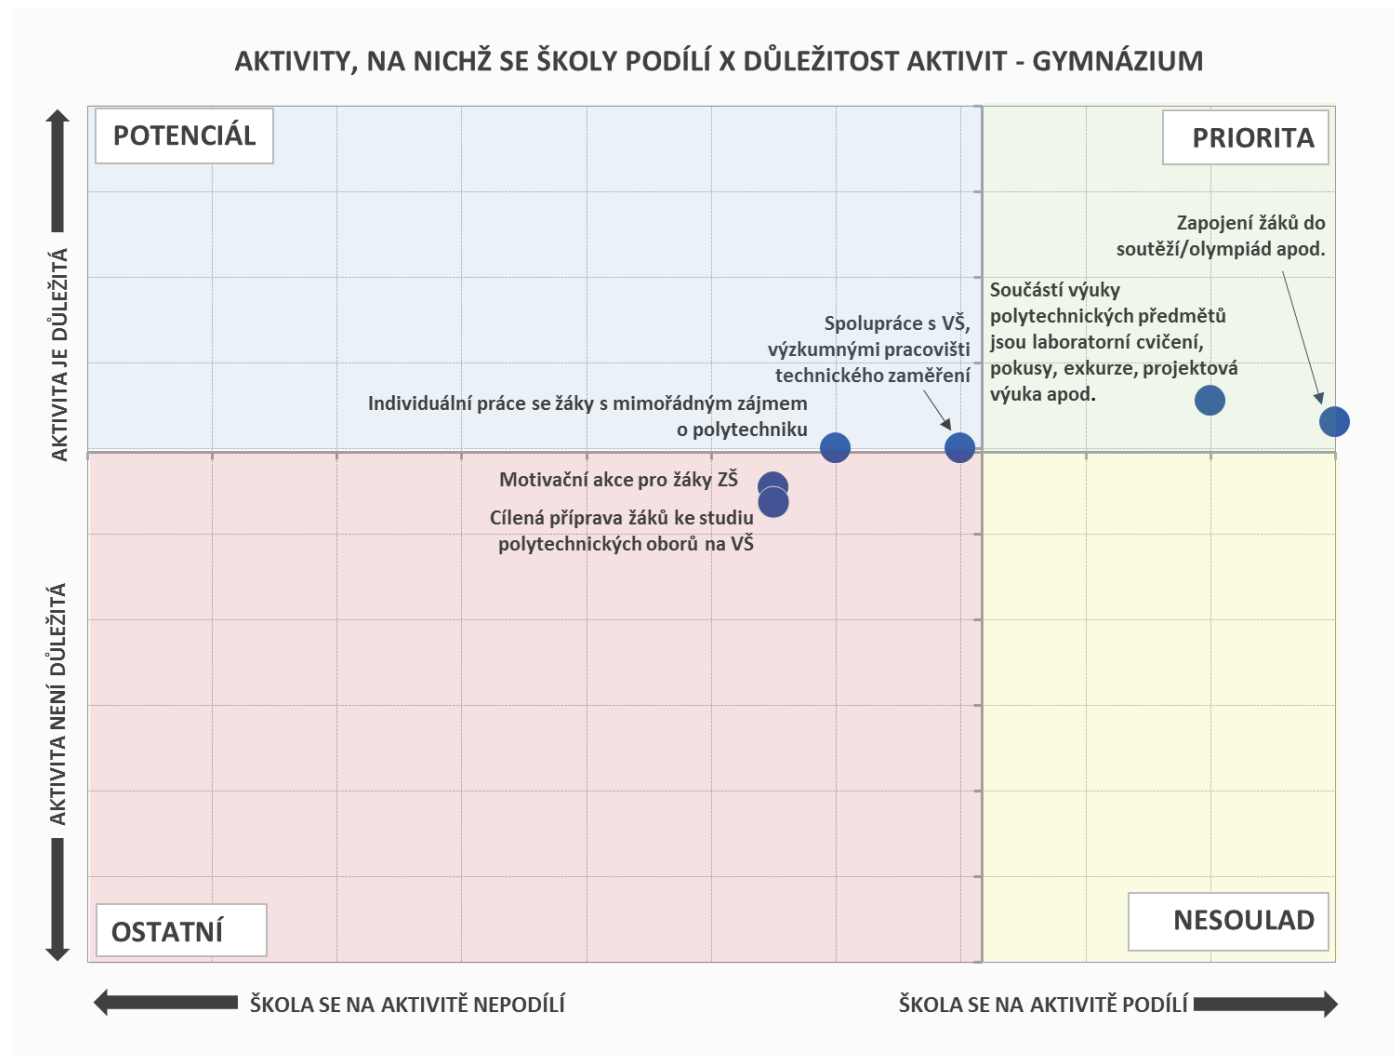 AKTIVITY, NA NICHŽ SE ŠKOLY PODÍLÍ X DŮLEŽITOST AKTIVIT - GYMNÁZIUM
POTENCIÁL
PRIORITA
AKTIVITA JE DŮLEŽITÁ
Zapojení žáků do
soutěží/olympiád apod.
Součástí výuky
polytechnických předmětů
jsou laboratorní cvičení,
pokusy, exkurze, projektová
výuka apod.
Spolupráce s VŠ,
výzkumnými pracovišti
technického zaměření
Individuální práce se žáky s mimořádným zájmem
o polytechniku
Motivační akce pro žáky ZŠ
Cílená příprava žáků ke studiu
polytechnických oborů na VŠ
AKTIVITA NENÍ DŮLEŽITÁ
OSTATNÍ
NESOULAD
ŠKOLA SE NA AKTIVITĚ NEPODÍLÍ
ŠKOLA SE NA AKTIVITĚ PODÍLÍ